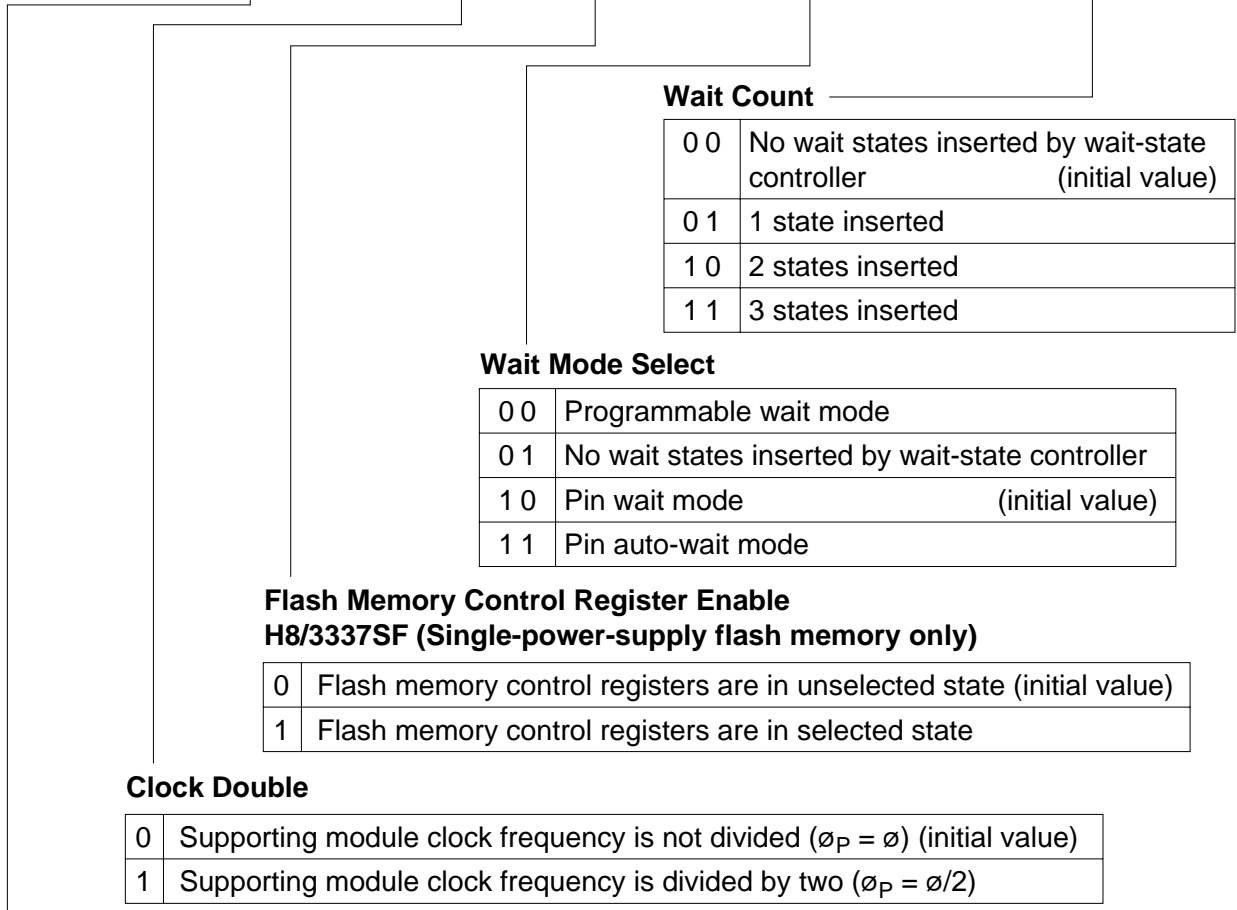 Wait Count
0 0 No wait states inserted by wait-state
controller (initial value)
0 1 1 state inserted
1 0 2 states inserted
1 1 3 states inserted
Wait Mode Select
0 0 Programmable wait mode
0 1 No wait states inserted by wait-state controller
1 0 Pin wait mode (initial value)
1 1 Pin auto-wait mode
Flash Memory Control Register Enable
H8/3337SF (Single-power-supply flash memory only)
0 Flash memory control registers are in unselected state (initial value)
1 Flash memory control registers are in selected state
Clock Double
0 Supporting module clock frequency is not divided (øP = ø) (initial value)
1 Supporting module clock frequency is divided by two (øP = ø/2)